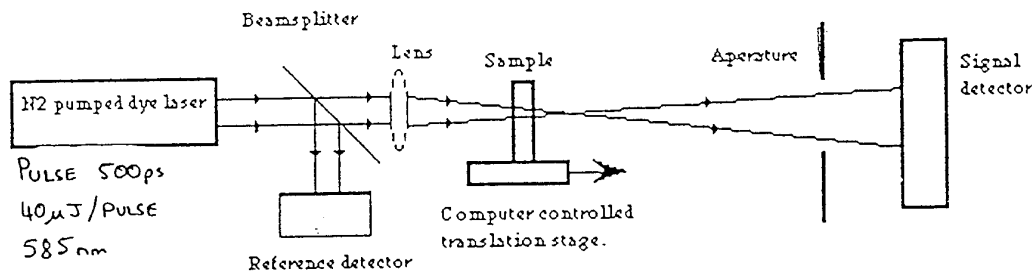 Beamsplitter
Lens
Sample
Aperature
Signal
detector
N2 pumped dye laser
PULSE 500ps
40μJ/PULSE
585nm
Reference detector
Computer controlled
translation stage.